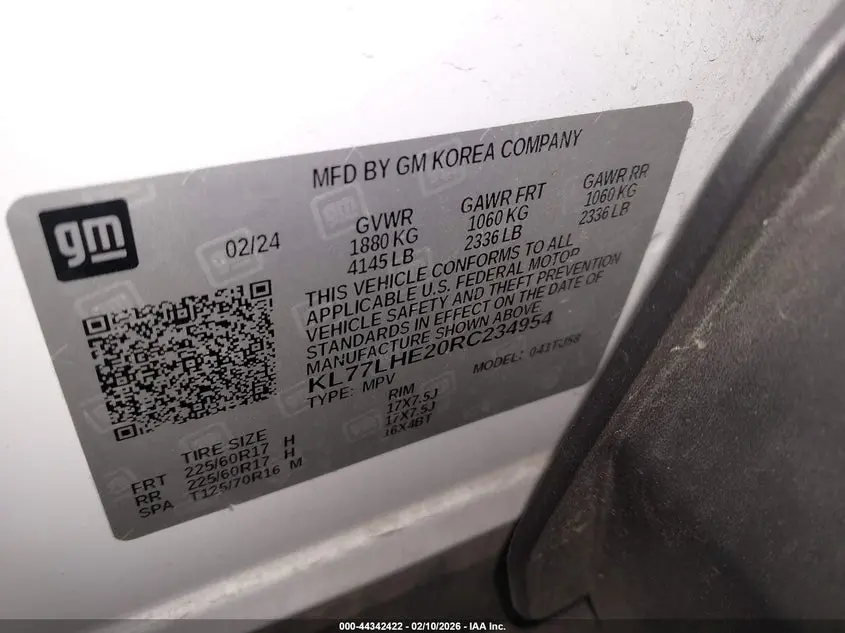 MFD BY GM KOREA COMPANY
gm
02/24
GVWR
1880 KG
4145 LB
GAWR FRT
1060 KG
2336 LB
GAWR RR
1060 KG
2336 LB
THIS VEHICLE CONFORMS TO ALL
APPLICABLE U.S. FEDERAL MOTOR
VEHICLE SAFETY AND THEFT PREVENTION
STANDARDS IN EFFECT ON THE DATE OF
MANUFACTURE SHOWN ABOVE
KL77LHE20RC234954
TYPE: MPV MODEL: 041TJ58
TIRE SIZE RIM
FRT 225/60R17 H 17X7.5J
RR 225/60R17 H 17X7.5J
SPA T125/70R16 M 16X4BT
000-44342422 - 02/10/2026 - IAA Inc.